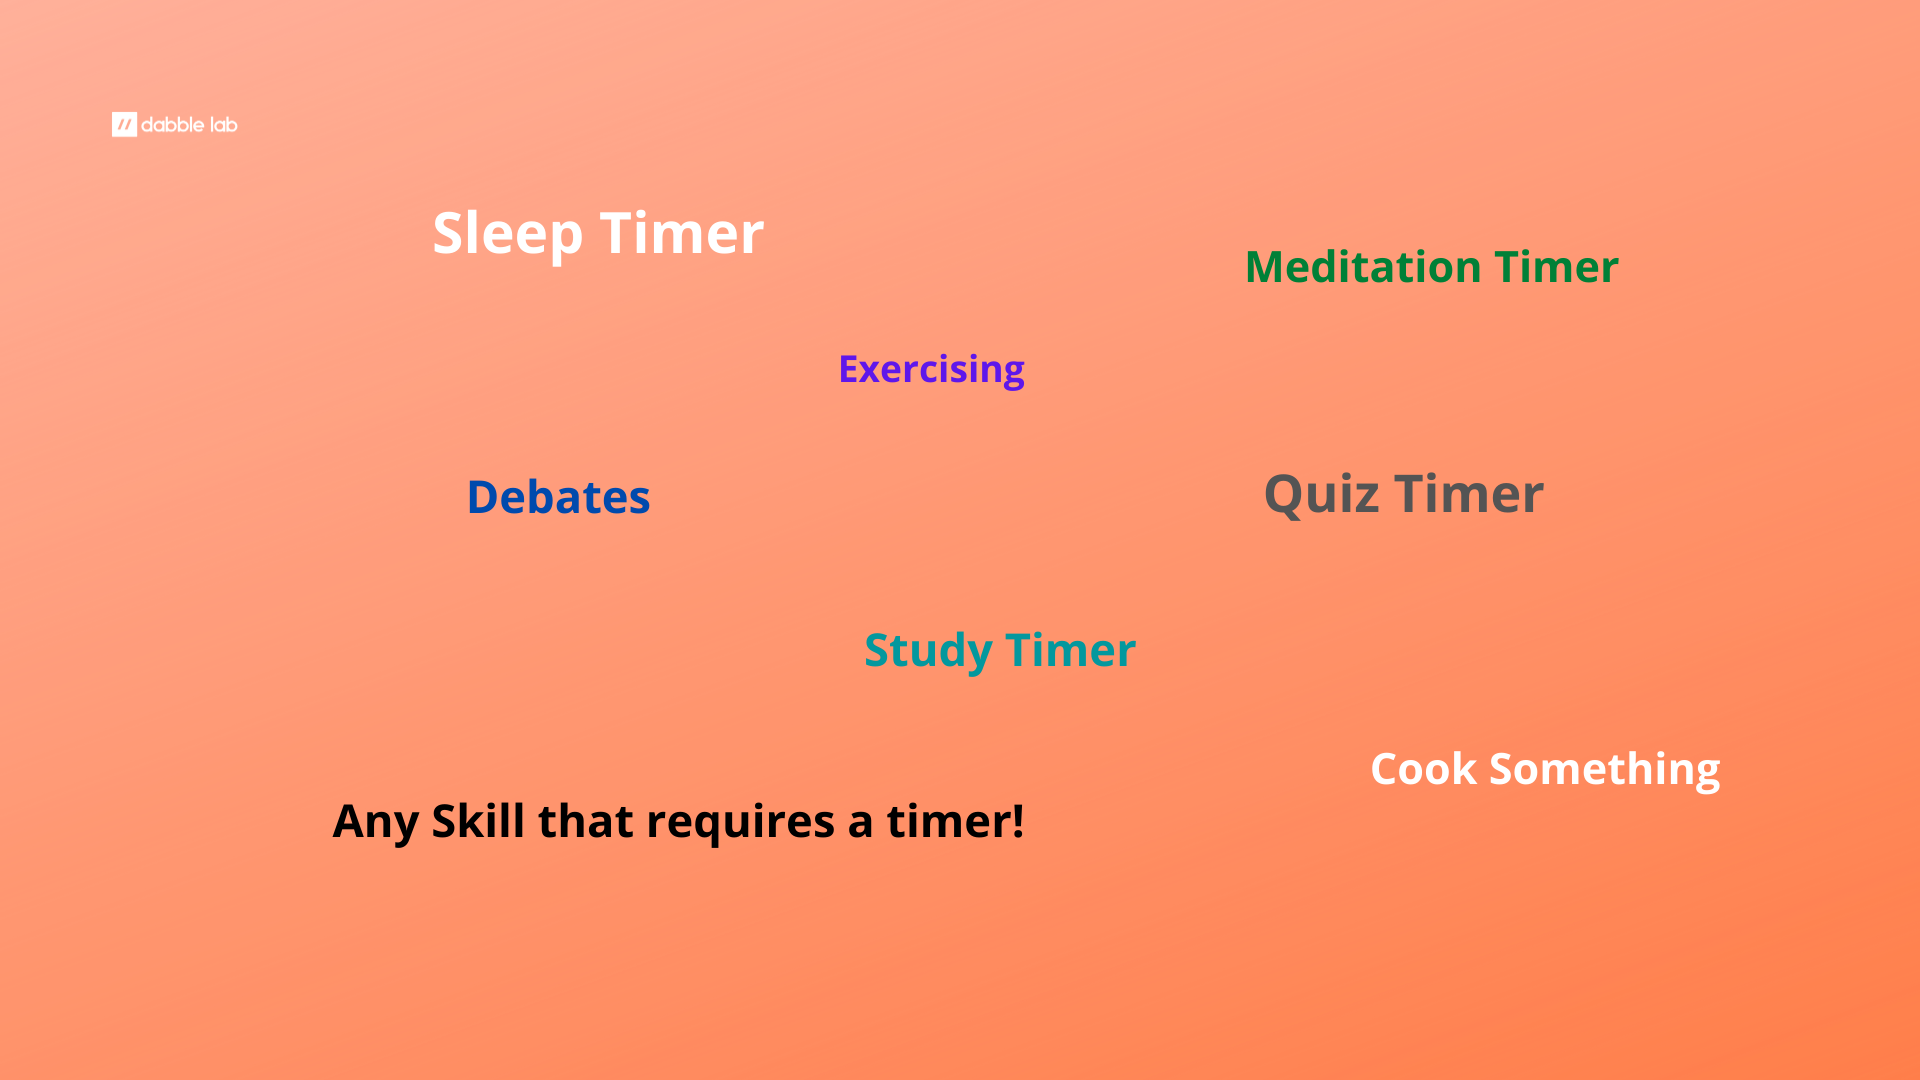 // dabble lab
Sleep Timer
Meditation Timer
Exercising
Debates
Quiz Timer
Study Timer
Cook Something
Any Skill that requires a timer!